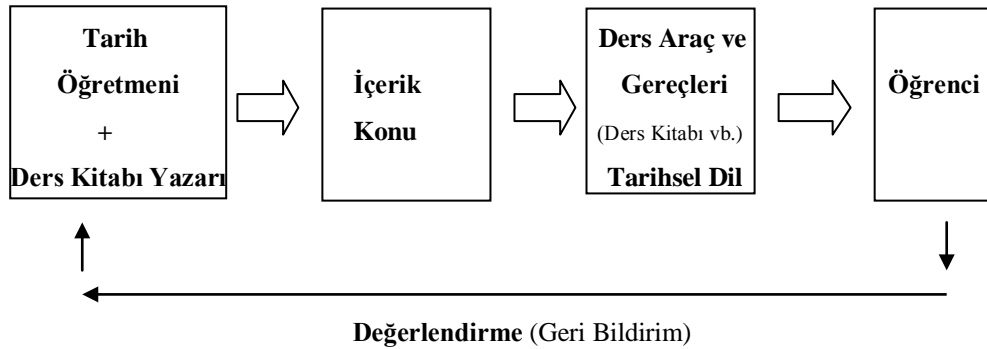 Tarih
Öğretmeni
+
Ders Kitabı Yazarı
İçerik
Konu
Ders Araç ve
Gereçleri
(Ders Kitabı vb.)
Tarihsel Dil
Öğrenci
Değerlendirme (Geri Bildirim)